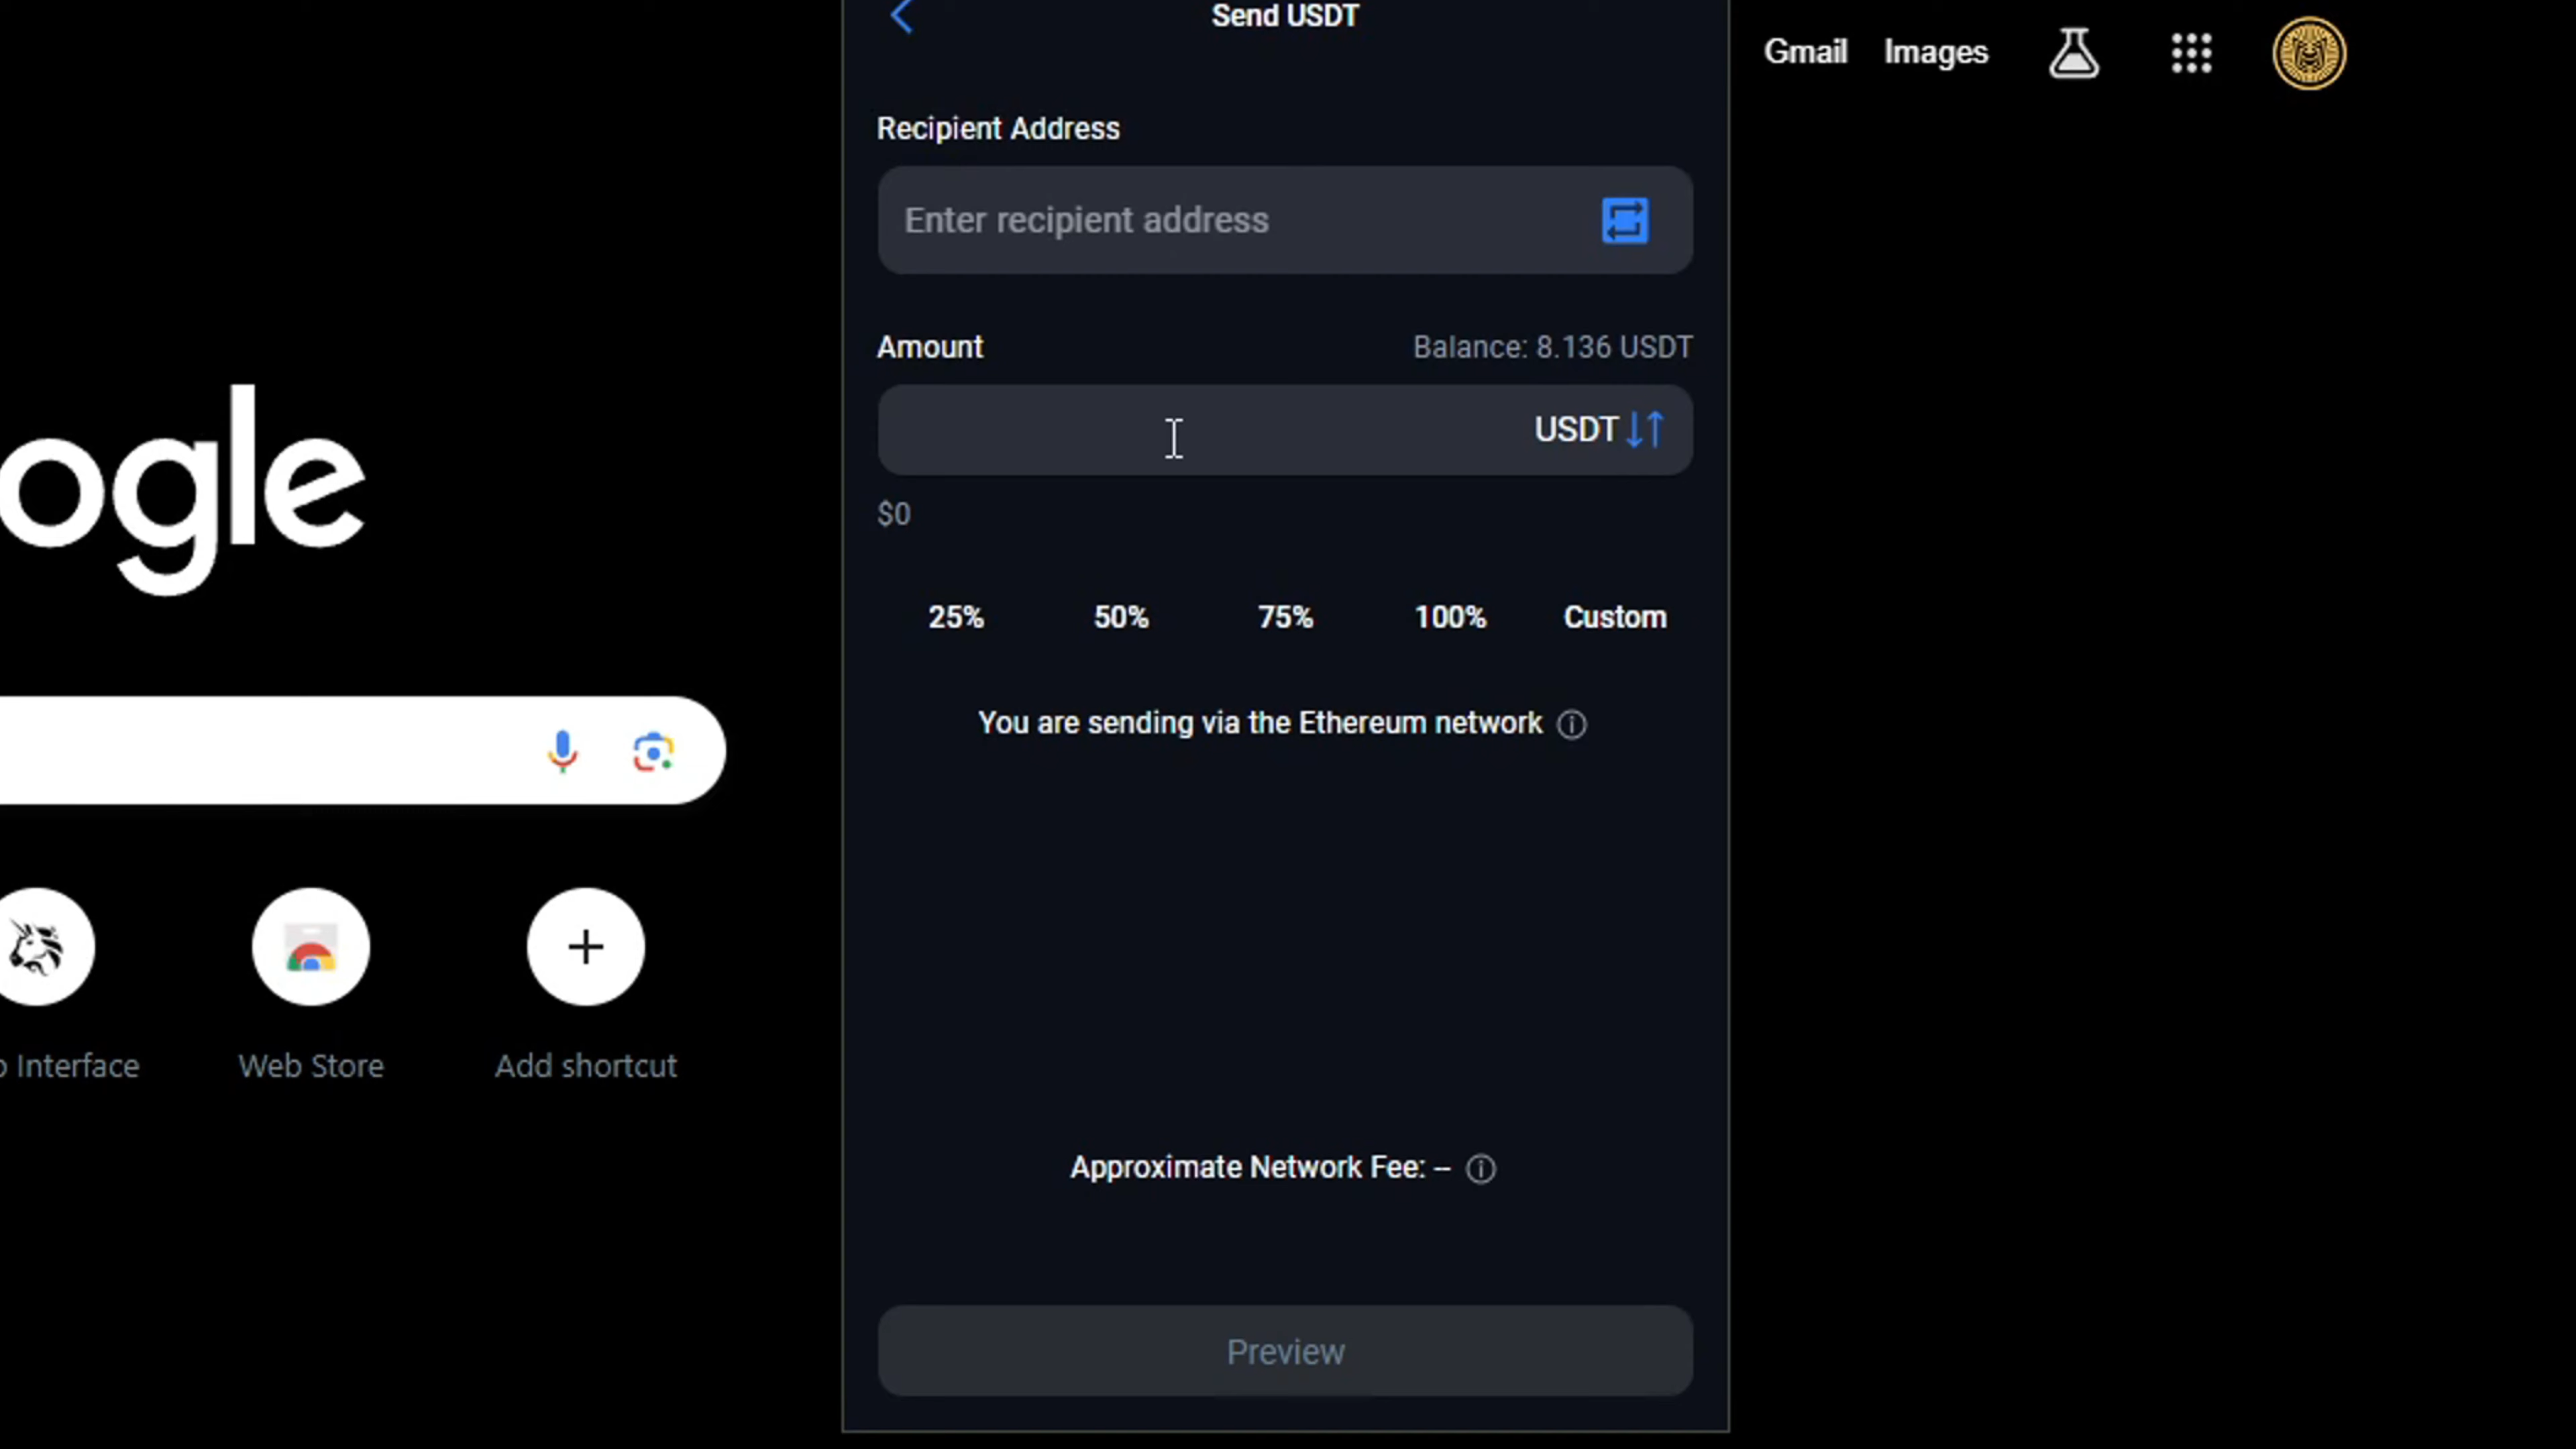 Send USDT
Gmail Images
Recipient Address
Enter recipient address
Amount
Balance: 8.136 USDT
USDT
$0
25% 50% 75% 100% Custom
You are sending via the Ethereum network
Approximate Network Fee: --
Preview
ogle
Interface
Web Store
Add shortcut